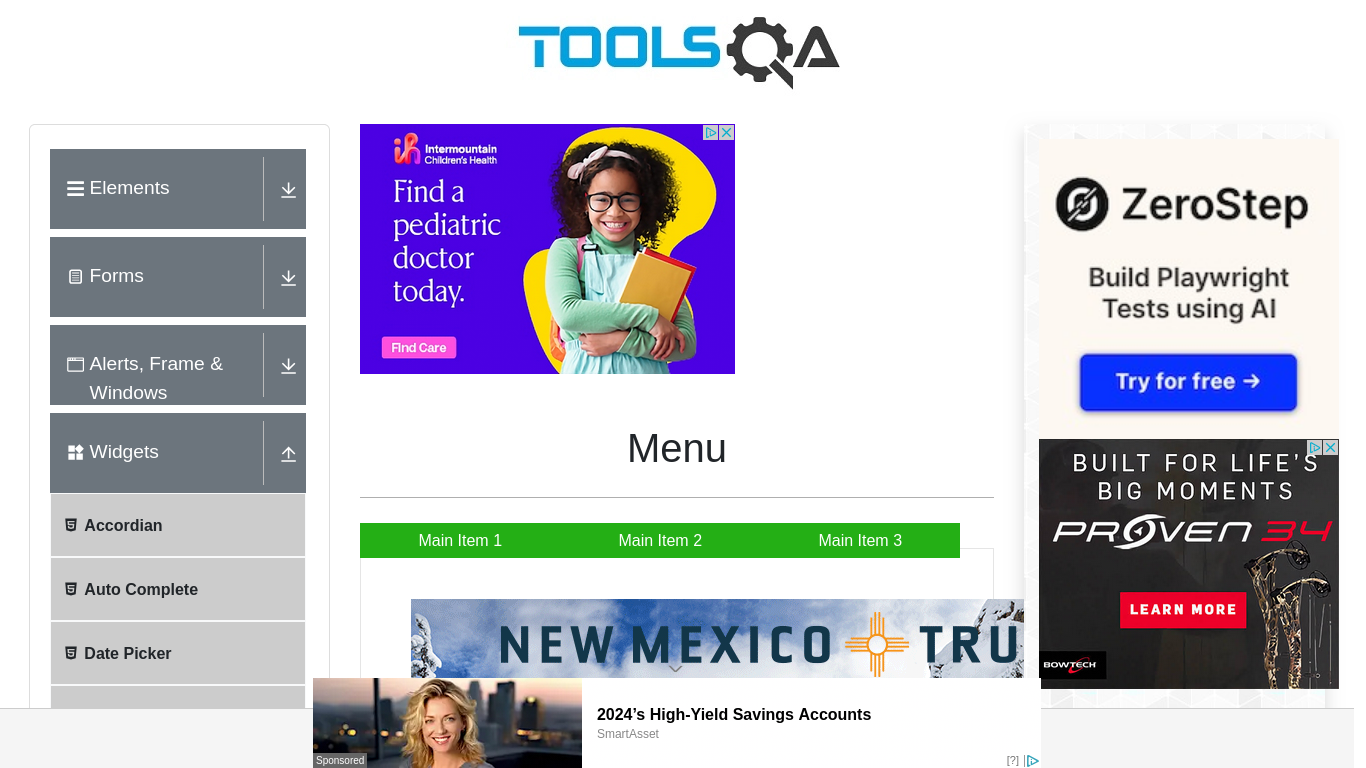 TOOLSQA
Elements
Forms
Alerts, Frame &
Windows
Widgets
Accordian
Auto Complete
Date Picker
Intermountain
Children's Health
Find a
pediatric
doctor
today.
Find Care
Menu
Main Item 1
Main Item 2
Main Item 3
NEW MEXICO TRU
Sponsored
2024’s High-Yield Savings Accounts
SmartAsset
[?]
ZeroStep
Build Playwright
Tests using AI
Try for free →
BUILT FOR LIFE'S
BIG MOMENTS
PROVEN 34
LEARN MORE
BOWTECH